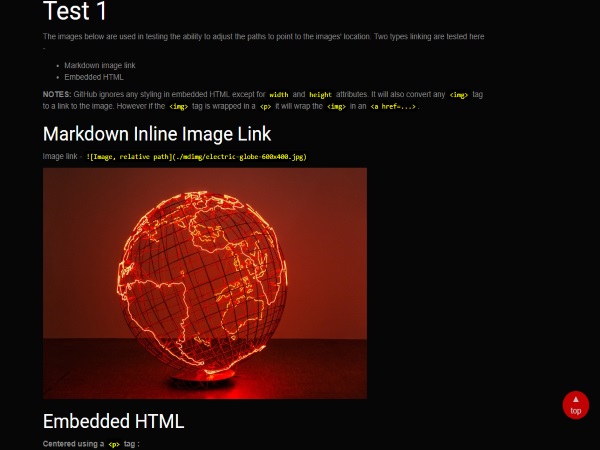 Test 1
The images below are used in testing the ability to adjust the paths to point to the images' location. Two types linking are tested here
-
Markdown image link
Embedded HTML
NOTES: GitHub ignores any styling in embedded HTML except for width and height attributes. It will also convert any <img> tag
to a link to the image. However if the <img> tag is wrapped in a <p> it will wrap the <img> in an <a href=...>.
Markdown Inline Image Link
Image link - ![Image, relative path](./mdimg/electric-globe-600x400.jpg)
Embedded HTML
Centered using a <p> tag :
▲
top